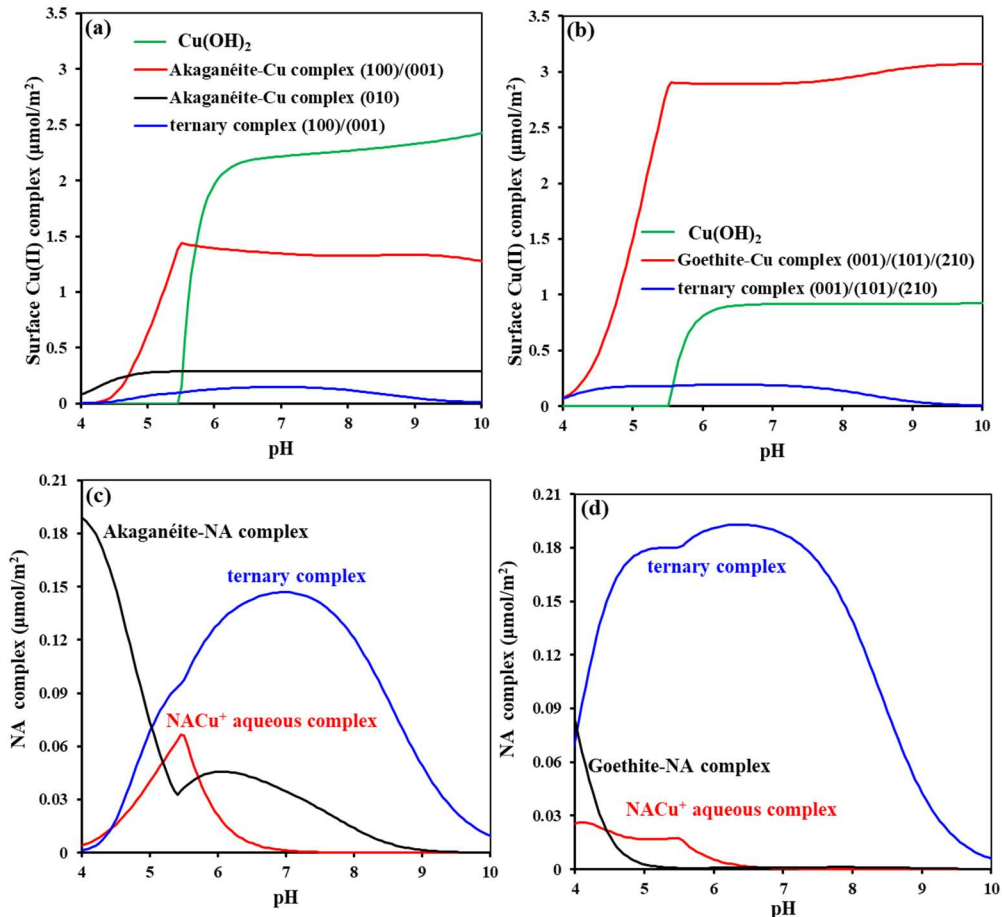 (a)
Cu(OH)₂
Akaganéite-Cu complex (100)/(001)
Akaganéite-Cu complex (010)
ternary complex (100)/(001)
Surface Cu(II) complex (μmol/m²)
3.5
3
2.5
2
1.5
1
0.5
0
4 5 6 7 8 9 10
pH
(b)
Cu(OH)₂
Goethite-Cu complex (001)/(101)/(210)
ternary complex (001)/(101)/(210)
Surface Cu(II) complex (μmol/m²)
3.5
3
2.5
2
1.5
1
0.5
0
4 5 6 7 8 9 10
pH
(c)
Akaganéite-NA complex
ternary complex
NACu⁺ aqueous complex
NA complex (μmol/m²)
0.21
0.18
0.15
0.12
0.09
0.06
0.03
0
4 5 6 7 8 9 10
pH
(d)
ternary complex
Goethite-NA complex
NACu⁺ aqueous complex
NA complex (μmol/m²)
0.21
0.18
0.15
0.12
0.09
0.06
0.03
0
4 5 6 7 8 9 10
pH